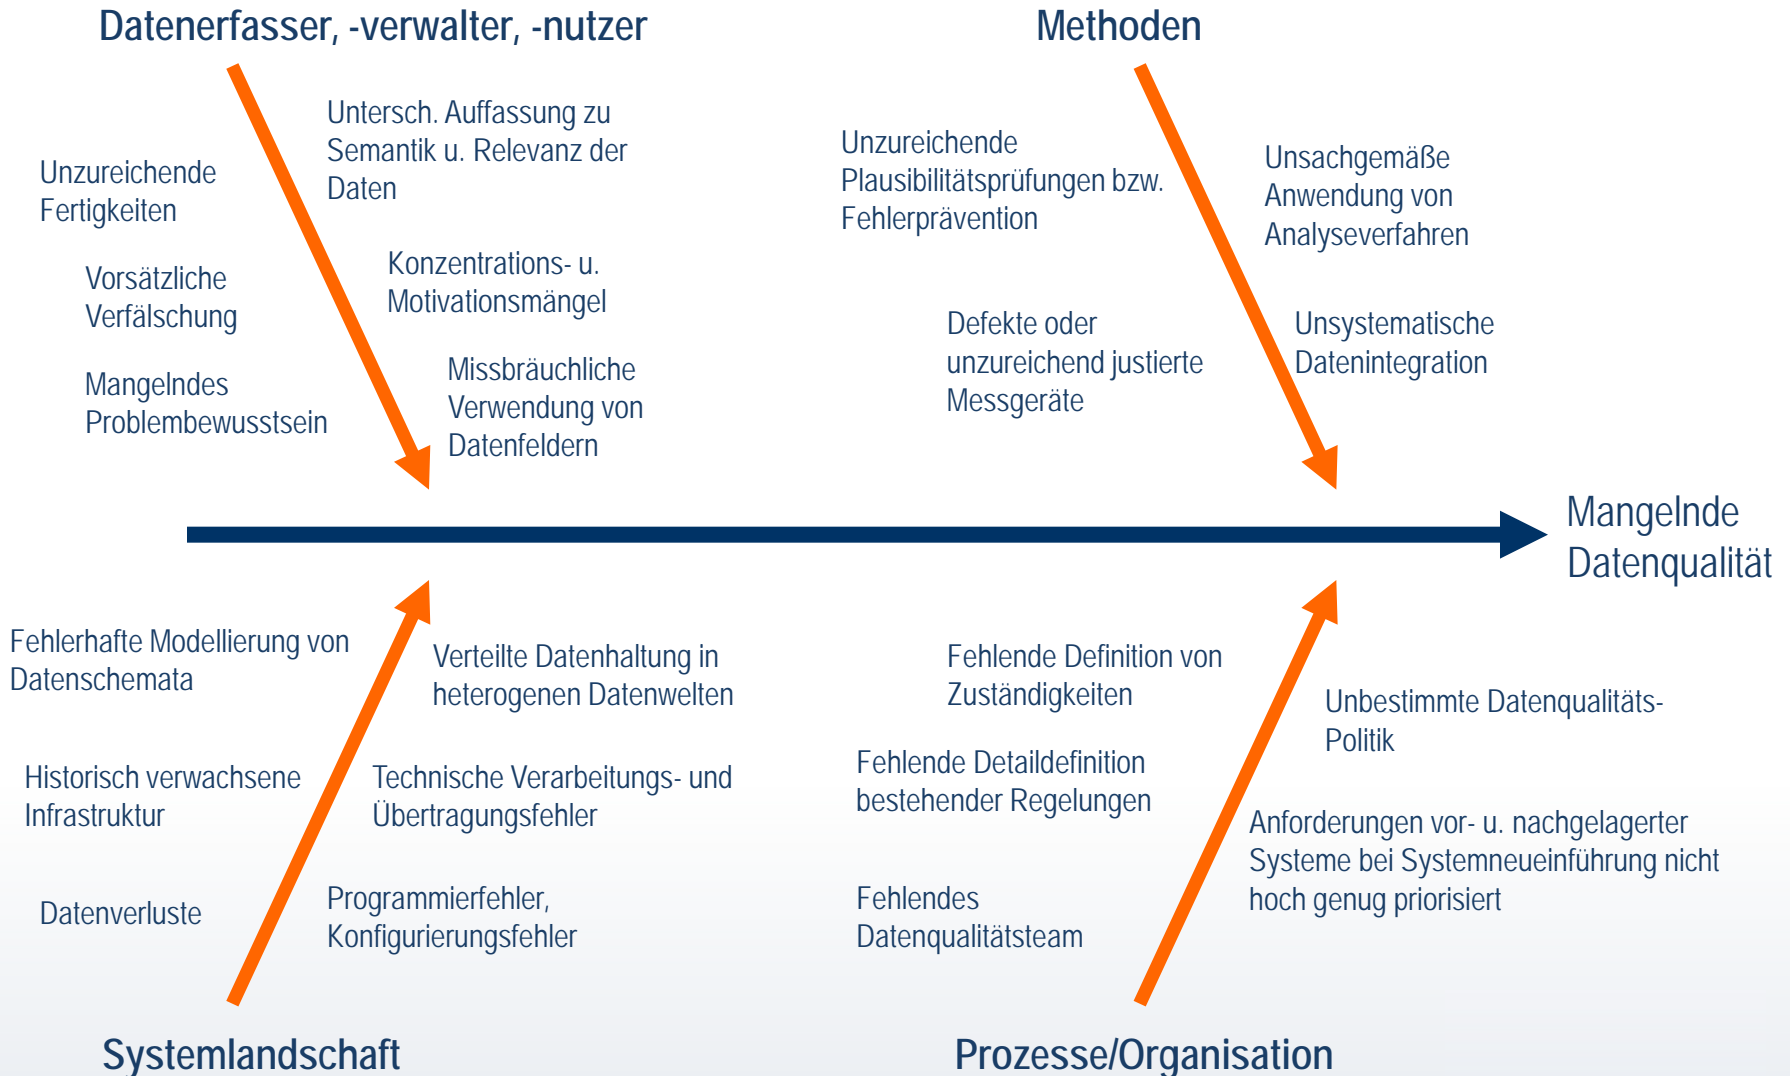 Datenerfasser, -verwalter, -nutzer
Unzureichende
Fertigkeiten
Vorsätzliche
Verfälschung
Mangelndes
Problembewusstsein
Untersch. Auffassung zu
Semantik u. Relevanz der
Daten
Konzentrations- u.
Motivationsmängel
Missbräuchliche
Verwendung von
Datenfeldern
Methoden
Unzureichende
Plausibilitätsprüfungen bzw.
Fehlerprävention
Defekte oder
unzureichend justierte
Messgeräte
Unsachgemäße
Anwendung von
Analyseverfahren
Unsystematische
Datenintegration
Mangelnde
Datenqualität
Fehlerhafte Modellierung von
Datenschemata
Historisch verwachsene
Infrastruktur
Datenverluste
Verteilte Datenhaltung in
heterogenen Datenwelten
Technische Verarbeitungs- und
Übertragungsfehler
Programmierfehler,
Konfigurierungsfehler
Systemlandschaft
Fehlende Definition von
Zuständigkeiten
Fehlende Detaildefinition
bestehender Regelungen
Fehlendes
Datenqualitätsteam
Unbestimmte Datenqualitäts-
Politik
Anforderungen vor- u. nachgelagerter
Systeme bei Systemneueinführung nicht
hoch genug priorisiert
Prozesse/Organisation